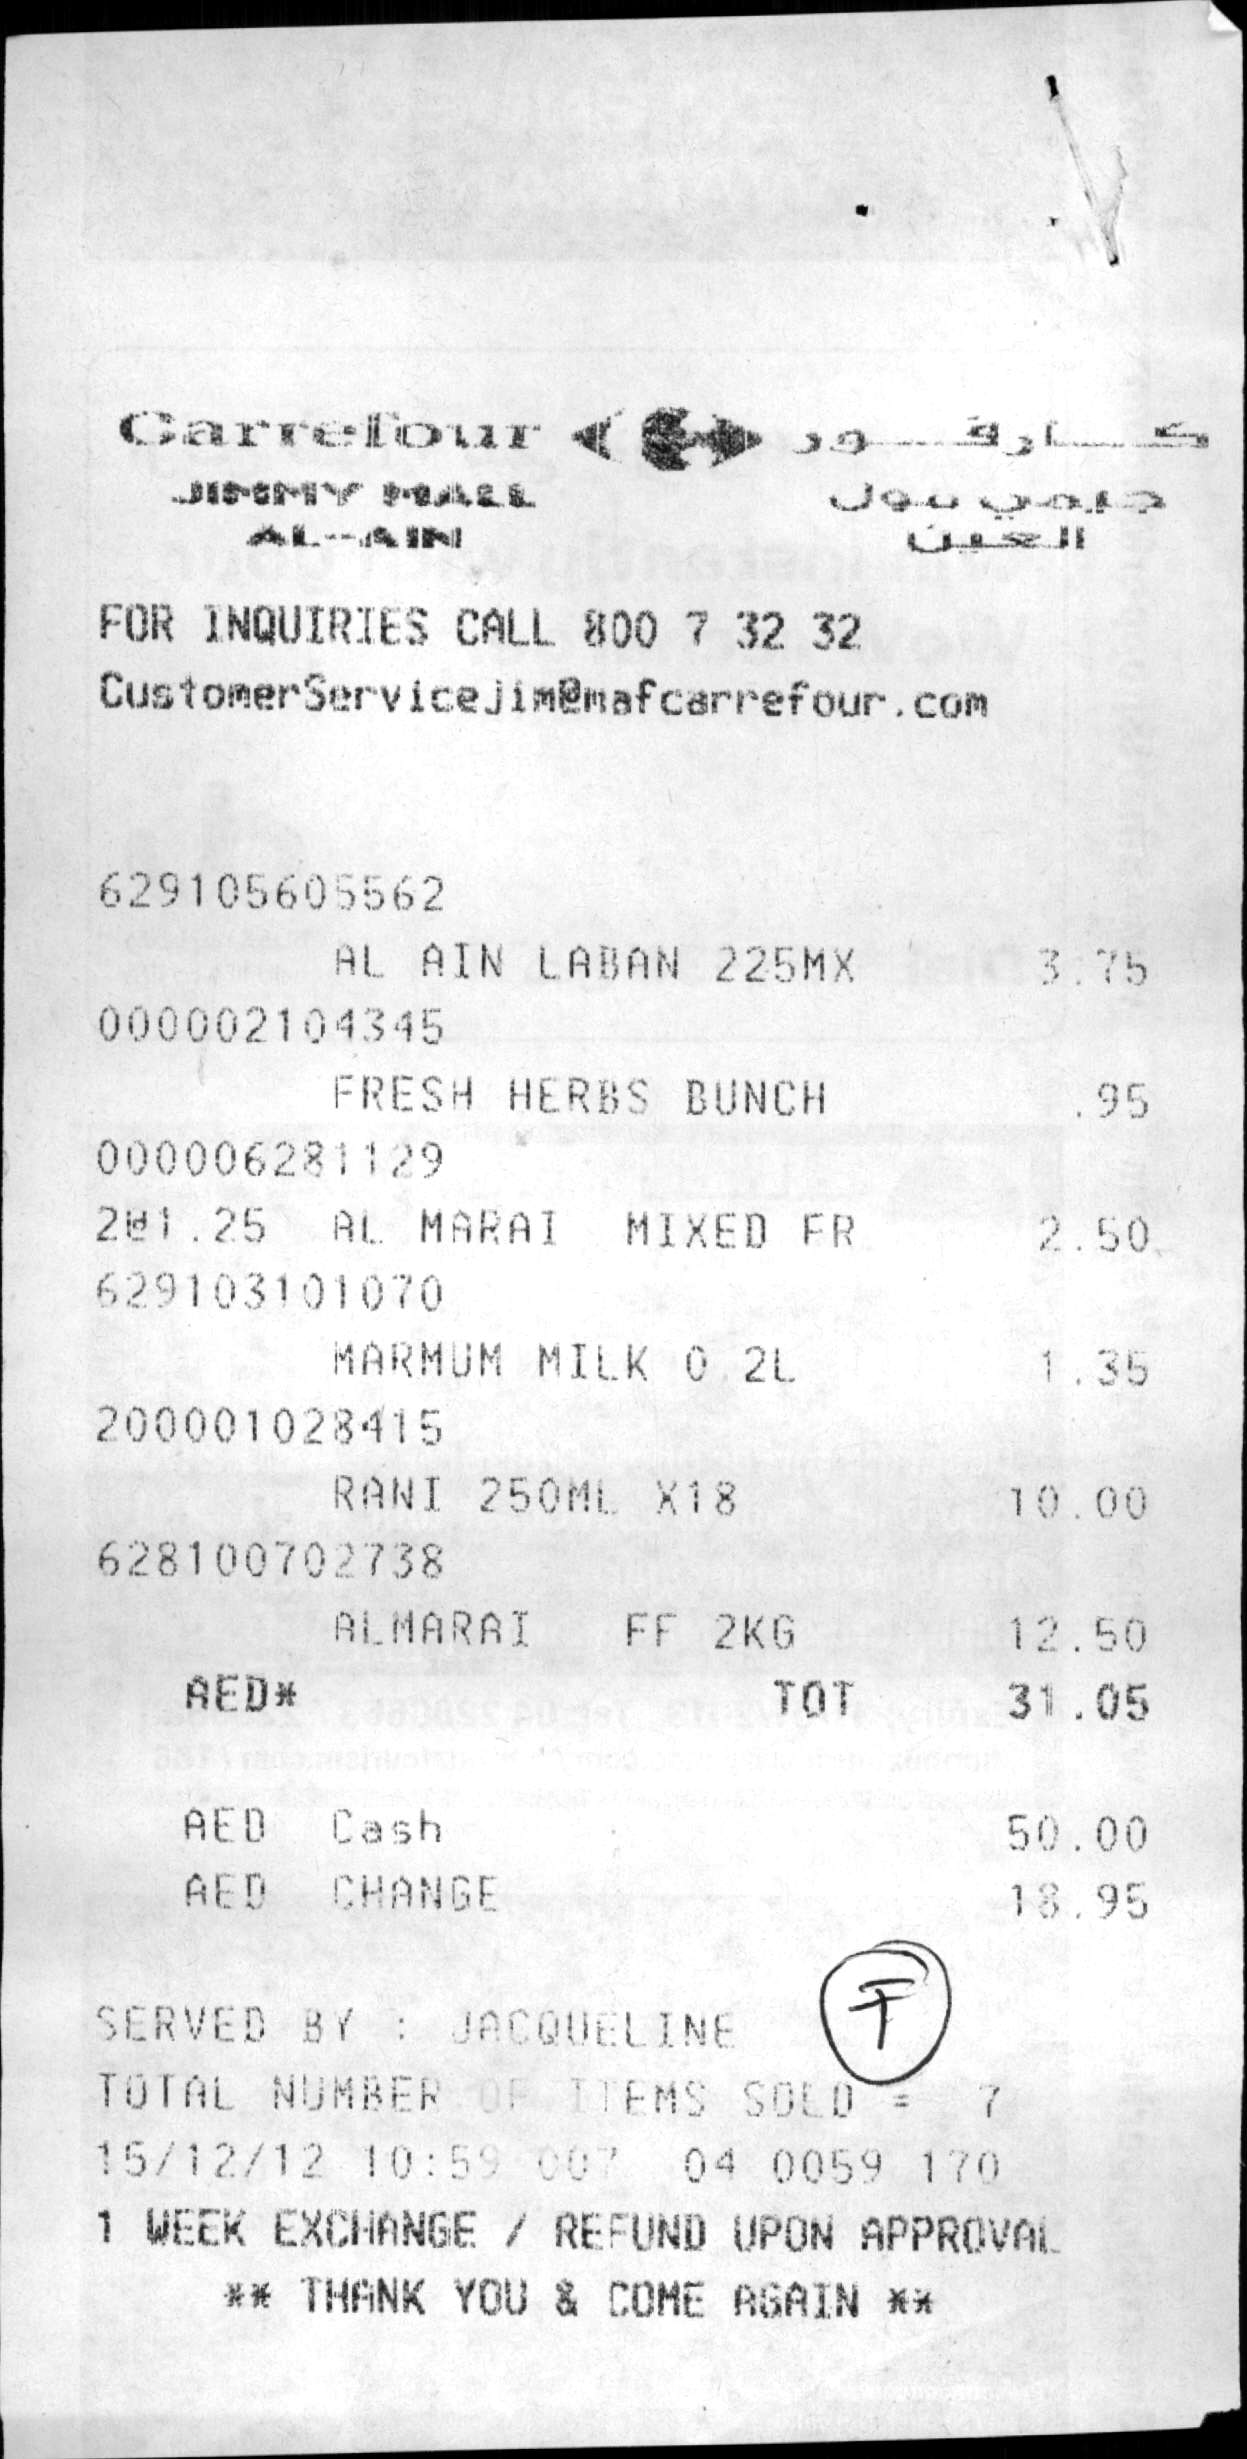 Carrefour كارفور
JIMMY MALL جيمي مول
AL-AIN العين
FOR INQUIRIES CALL 800 7 32 32
CustomerServicejim@mafcarrefour.com
629105605562
AL AIN LABAN 225MX 3.75
000002104345
FRESH HERBS BUNCH .95
000006281129
2@1.25 AL MARAI MIXED FR 2.50
629103101070
MARMUM MILK 0.2L 1.35
200001028415
RANI 250ML X18 10.00
628100702738
ALMARAI FF 2KG 12.50
AED* TOT 31.05
AED Cash 50.00
AED CHANGE 18.95
SERVED BY : JACQUELINE
TOTAL NUMBER OF ITEMS SOLD = 7
15/12/12 10:59 007 04 0059 170
1 WEEK EXCHANGE / REFUND UPON APPROVAL
** THANK YOU & COME AGAIN **